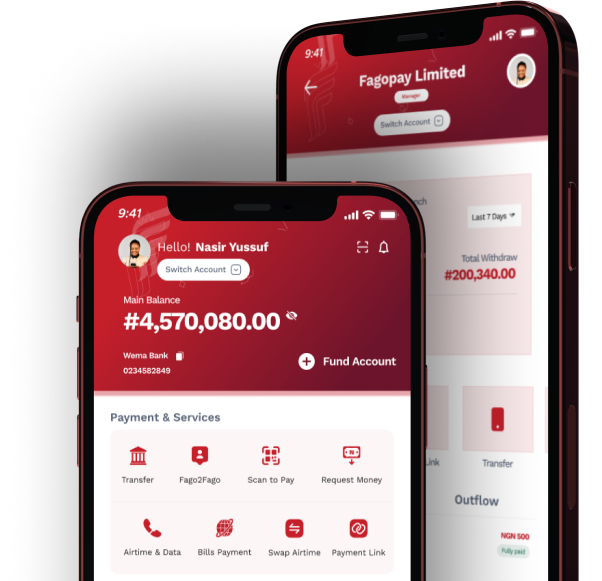 9:41
Fagopay Limited
Manager
Switch Account
Last 7 Days
Total Withdraw
#200,340.00
Transfer
Outflow
NGN 500
Fully paid
9:41
Hello! Nasir Yussuf
Switch Account
Main Balance
#4,570,080.00
Wema Bank
0234582849
Fund Account
Payment & Services
Transfer
Fago2Fago
Scan to Pay
Request Money
Airtime & Data
Bills Payment
Swap Airtime
Payment Link